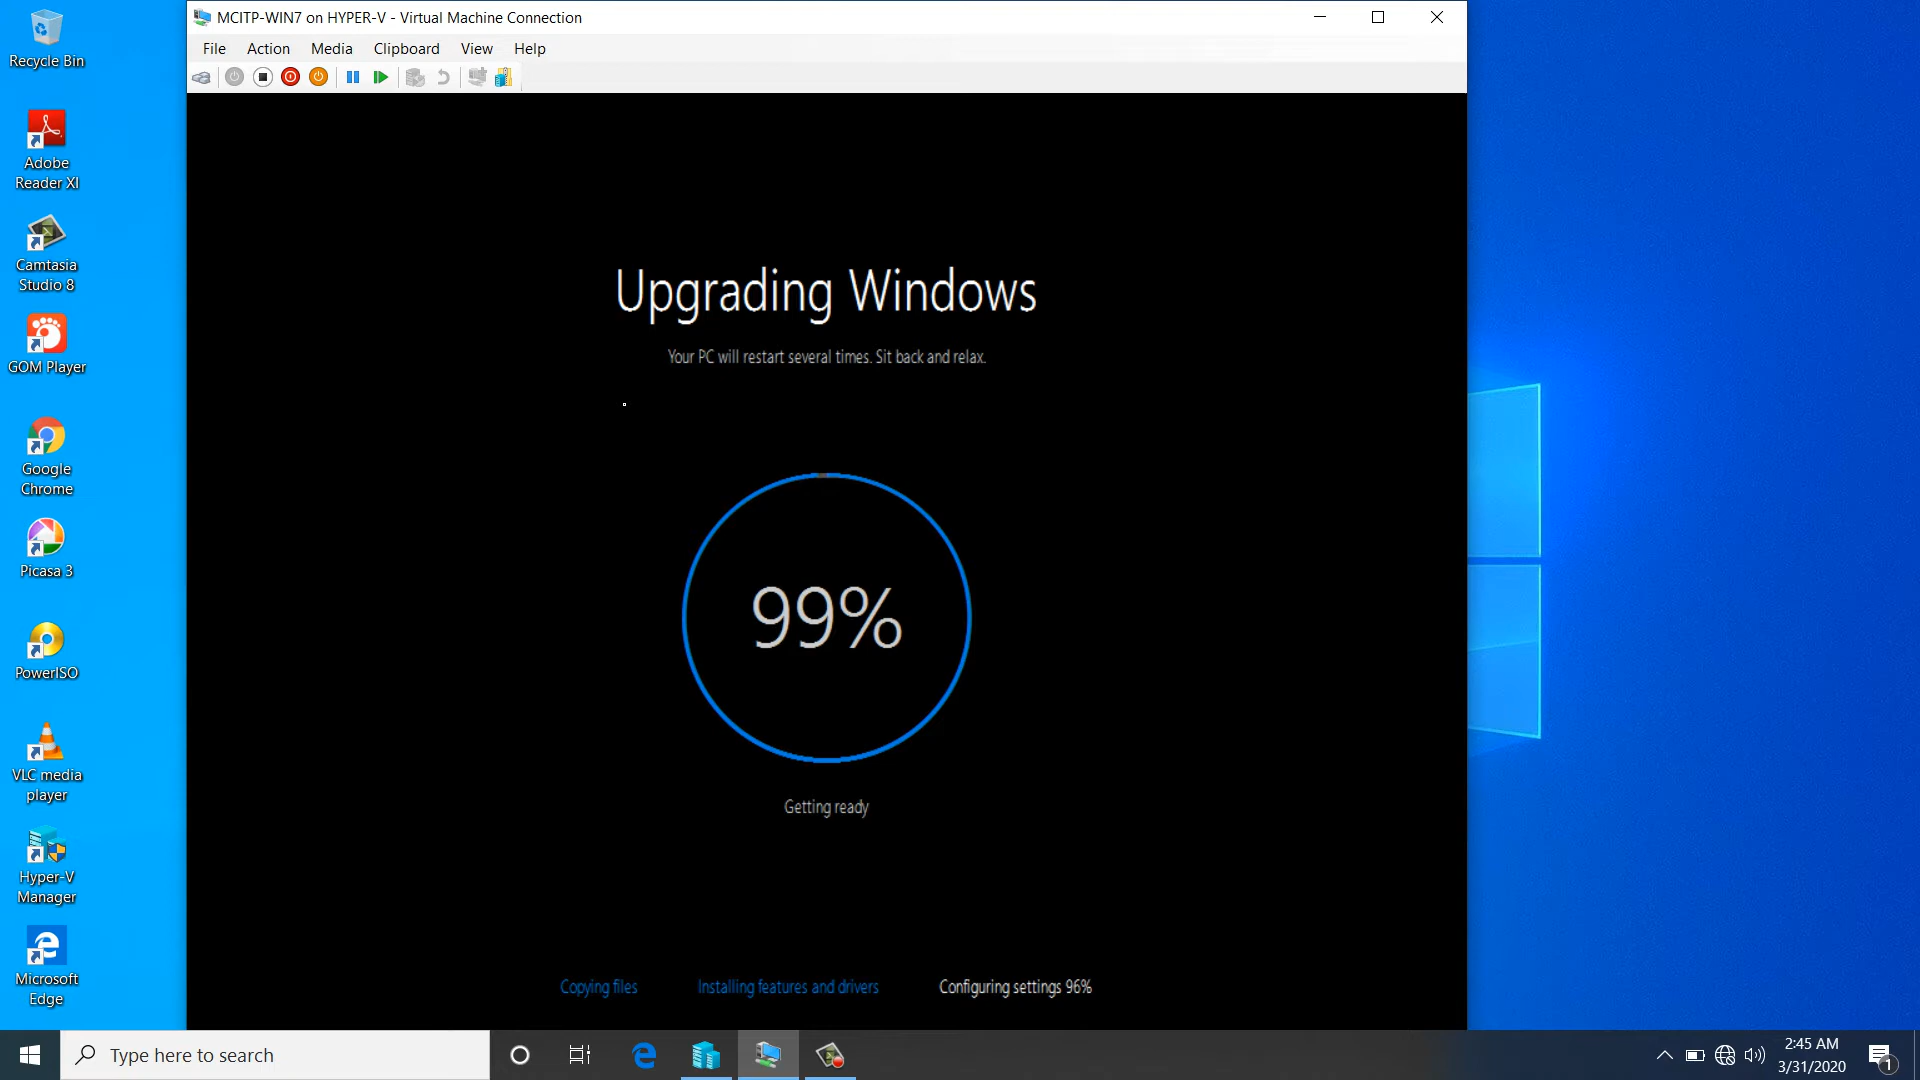 MCITP-WIN7 on HYPER-V - Virtual Machine Connection
File Action Media Clipboard View Help
Recycle Bin
Adobe
Reader XI
Camtasia
Studio 8
GOM Player
Google
Chrome
Picasa 3
PowerISO
VLC media
player
Hyper-V
Manager
Microsoft
Edge
Upgrading Windows
Your PC will restart several times. Sit back and relax.
99%
Getting ready
Copying files Installing features and drivers Configuring settings 96%
Type here to search
2:45 AM
3/31/2020
1